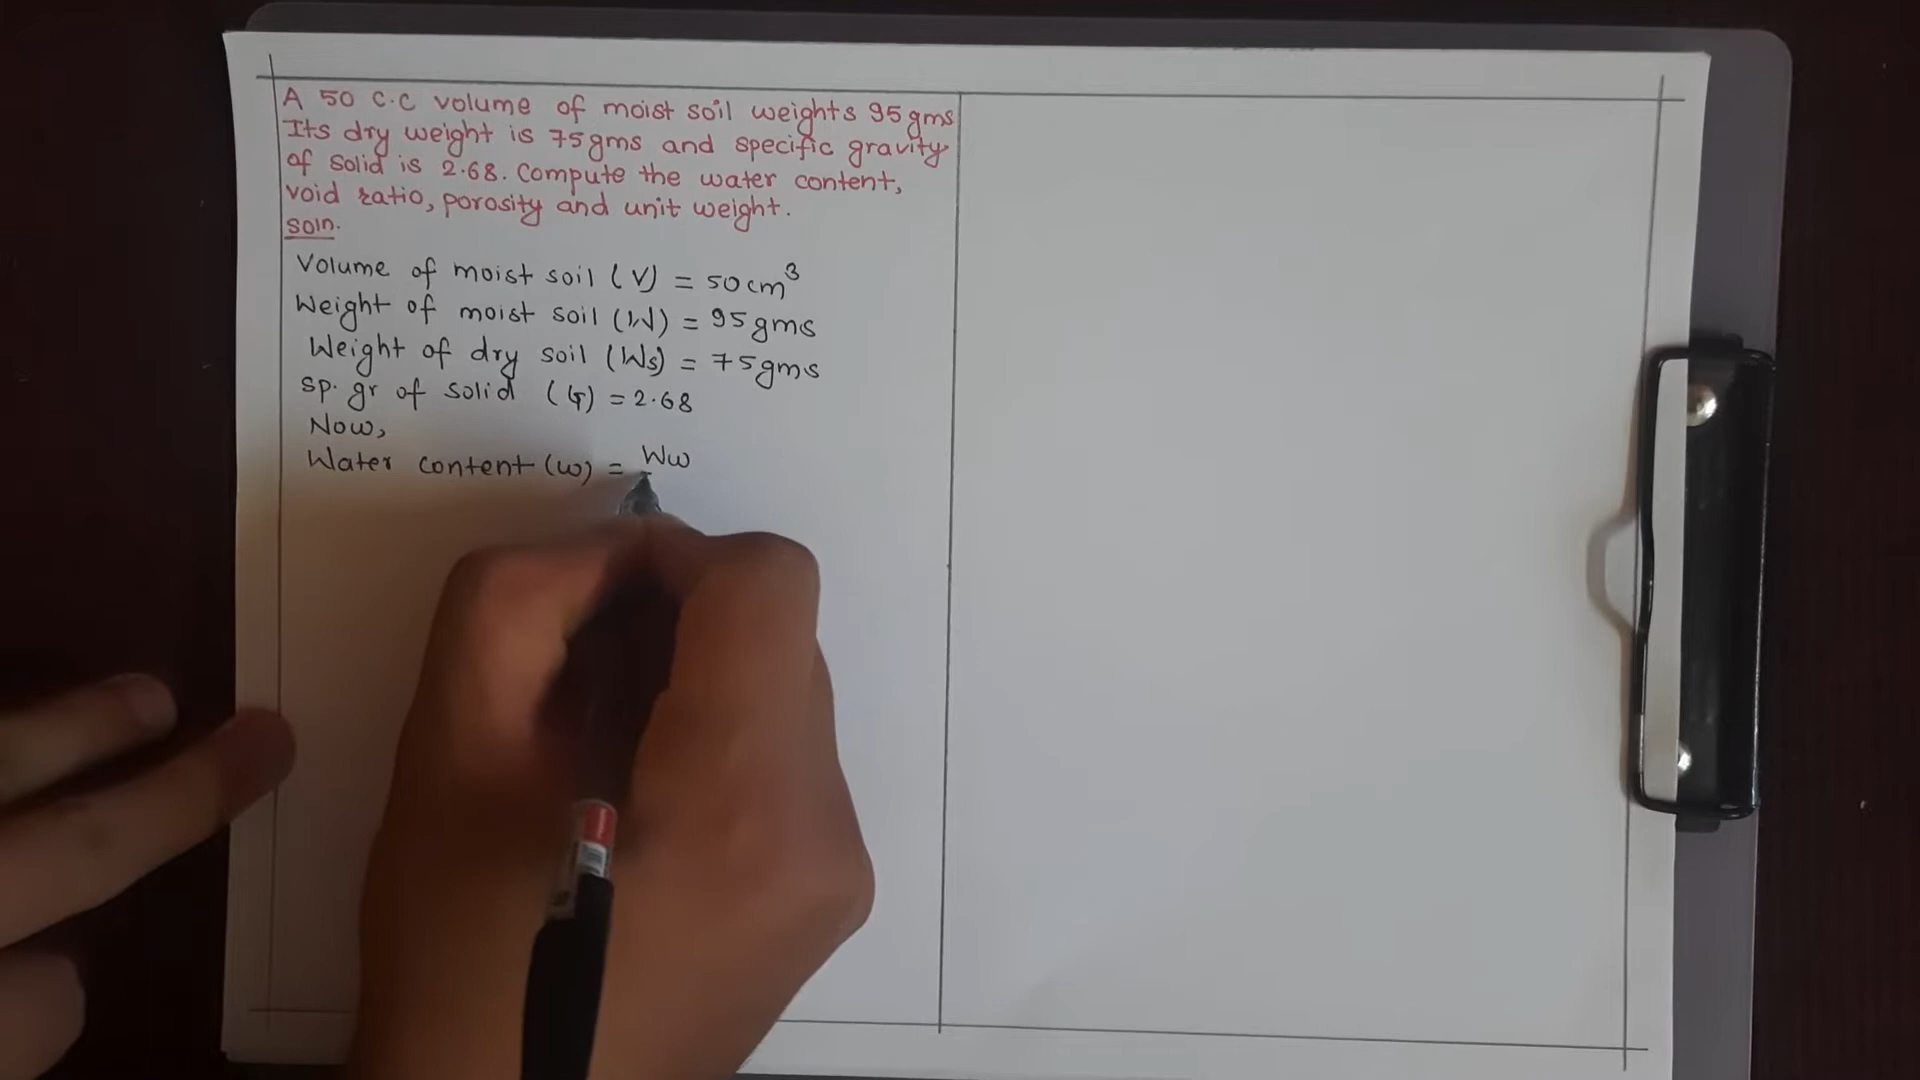 A 50 C.C volume of moist soil weights 95gms
Its dry weight is 75gms and specific gravity
of solid is 2.68. Compute the water content,
void ratio, porosity and unit weight.
soln.
Volume of moist soil (V) = 50cm³
Weight of moist soil (W) = 95gms
Weight of dry soil (Ws) = 75gms
sp. gr of solid (G) = 2.68
Now,
Water content (w) = Ww